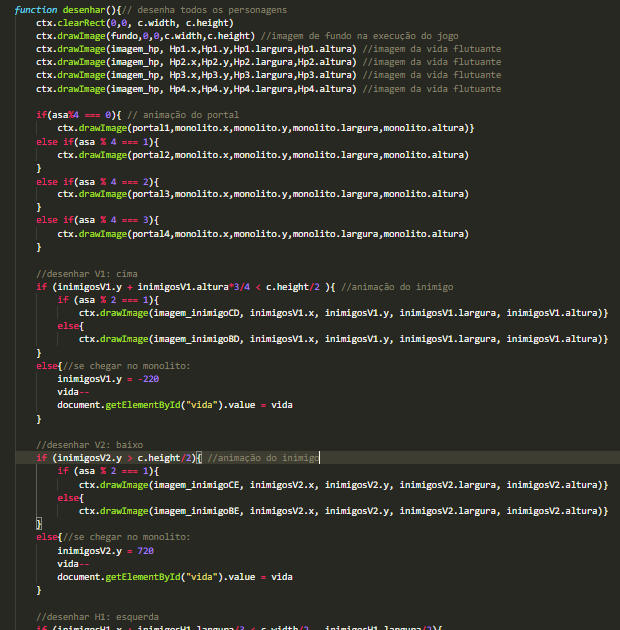 function desenhar(){// desenha todos os personagens
ctx.clearRect(0,0, c.width, c.height)
ctx.drawImage(fundo,0,0,c.width,c.height) //imagem de fundo na execução do jogo
ctx.drawImage(imagem_hp, Hp1.x,Hp1.y,Hp1.largura,Hp1.altura) //imagem da vida flutuante
ctx.drawImage(imagem_hp, Hp2.x,Hp2.y,Hp2.largura,Hp2.altura) //imagem da vida flutuante
ctx.drawImage(imagem_hp, Hp3.x,Hp3.y,Hp3.largura,Hp3.altura) //imagem da vida flutuante
ctx.drawImage(imagem_hp, Hp4.x,Hp4.y,Hp4.largura,Hp4.altura) //imagem da vida flutuante
if(asa%4 === 0){ // animação do portal
ctx.drawImage(portal1,monolito.x,monolito.y,monolito.largura,monolito.altura)}
else if(asa % 4 === 1){
ctx.drawImage(portal2,monolito.x,monolito.y,monolito.largura,monolito.altura)
}
else if(asa % 4 === 2){
ctx.drawImage(portal3,monolito.x,monolito.y,monolito.largura,monolito.altura)
}
else if(asa % 4 === 3){
ctx.drawImage(portal4,monolito.x,monolito.y,monolito.largura,monolito.altura)
}
//desenhar V1: cima
if (inimigosV1.y + inimigosV1.altura*3/4 < c.height/2 ){ //animação do inimigo
if (asa % 2 === 1){
ctx.drawImage(imagem_inimigoCD, inimigosV1.x, inimigosV1.y, inimigosV1.largura, inimigosV1.altura)}
else{
ctx.drawImage(imagem_inimigoBD, inimigosV1.x, inimigosV1.y, inimigosV1.largura, inimigosV1.altura)}
}
else{//se chegar no monolito:
inimigosV1.y = -220
vida--
document.getElementById("vida").value = vida
}
//desenhar V2: baixo
if (inimigosV2.y > c.height/2){ //animação do inimigo
if (asa % 2 === 1){
ctx.drawImage(imagem_inimigoCE, inimigosV2.x, inimigosV2.y, inimigosV2.largura, inimigosV2.altura)}
else{
ctx.drawImage(imagem_inimigoBE, inimigosV2.x, inimigosV2.y, inimigosV2.largura, inimigosV2.altura)}
}
else{//se chegar no monolito:
inimigosV2.y = 720
vida--
document.getElementById("vida").value = vida
}
//desenhar H1: esquerda
if (inimigosH1.x + inimigosH1.largura/3 < c.width/2 inimigosH1.largura/2){